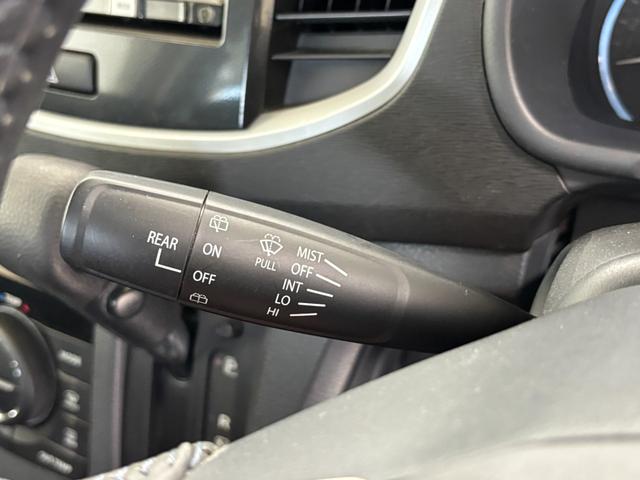 REAR
ON
OFF
PULL
MIST
OFF
INT
LO
HI
R